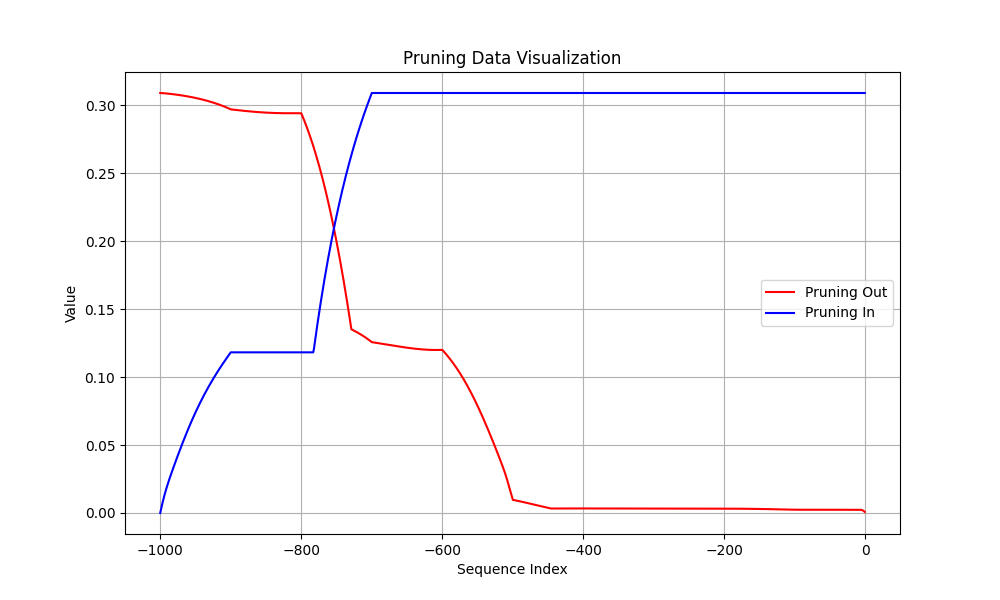 Pruning Data Visualization
0.30
0.25
0.20
0.15
0.10
0.05
0.00
Value
Pruning Out
Pruning In
−1000 −800 −600 −400 −200 0
Sequence Index